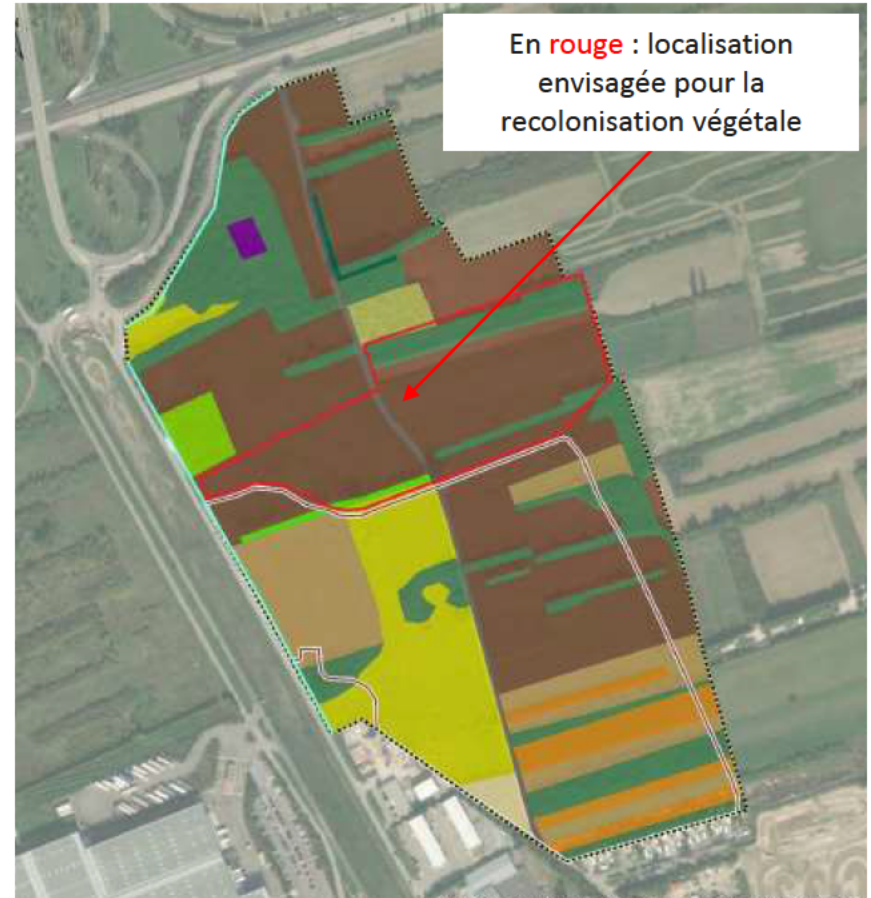 En rouge : localisation
envisagée pour la
recolonisation végétale